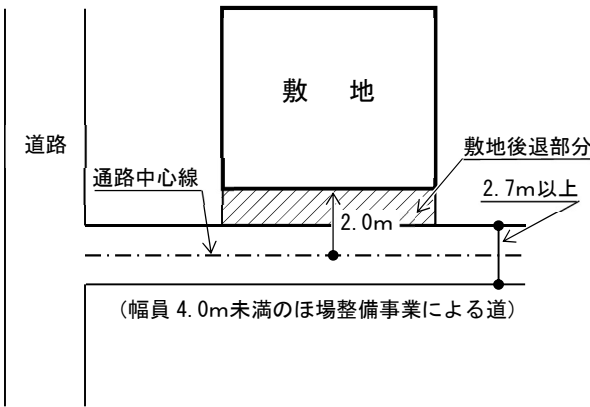 敷 地
道路
敷地後退部分
通路中心線
2.7m以上
2.0m
(幅員 4.0m未満のほ場整備事業による道)